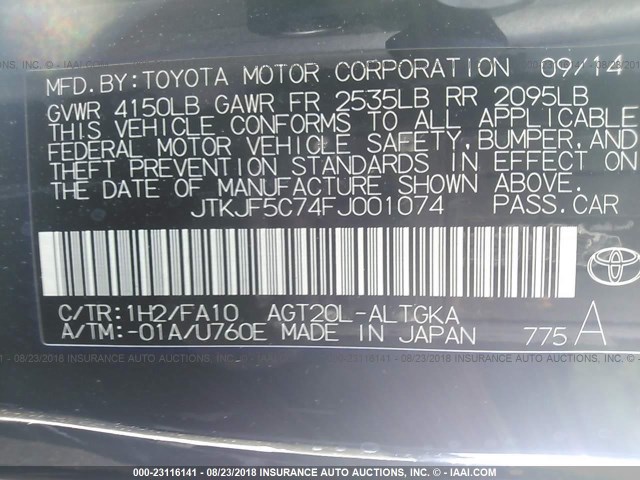 MFD.BY:TOYOTA MOTOR CORPORATION 09/14
GVWR 4150LB GAWR FR 2535LB RR 2095LB
THIS VEHICLE CONFORMS TO ALL APPLICABLE
FEDERAL MOTOR VEHICLE SAFETY,BUMPER,AND
THEFT PREVENTION STANDARDS IN EFFECT ON
THE DATE OF MANUFACTURE SHOWN ABOVE.
JTKJF5C74FJ001074 PASS.CAR
C/TR:1H2/FA10 AGT20L-ALTGKA
A/TM:-01A/U760E MADE IN JAPAN 775A
000-23116141 - 08/23/2018 - INSURANCE AUTO AUCTIONS INC. - © - IAAI.COM